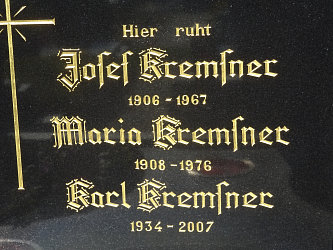 Hier ruht
Joſef Kremſner
1906 - 1967
Maria Kremſner
1908 - 1976
Karl Kremſner
1934 - 2007